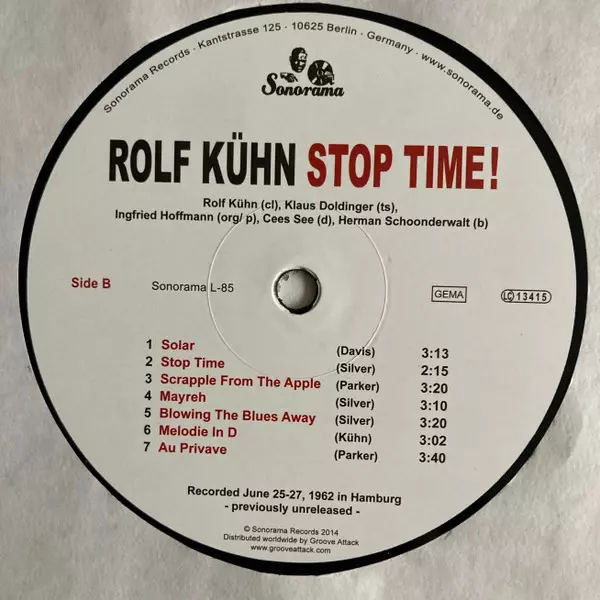 Sonorama Records · Kantstrasse 125 · 10625 Berlin · Germany · www.sonorama.de
Sonorama
ROLF KÜHN STOP TIME!
Rolf Kühn (cl), Klaus Doldinger (ts),
Ingfried Hoffmann (org/ p), Cees See (d), Herman Schoonderwalt (b)
Side B Sonorama L-85 GEMA LC 13415
1 Solar (Davis) 3:13
2 Stop Time (Silver) 2:15
3 Scrapple From The Apple (Parker) 3:20
4 Mayreh (Silver) 3:10
5 Blowing The Blues Away (Silver) 3:20
6 Melodie In D (Kühn) 3:02
7 Au Privave (Parker) 3:40
Recorded June 25-27, 1962 in Hamburg
- previously unreleased -
© Sonorama Records 2014
Distributed worldwide by Groove Attack
www.grooveattack.com